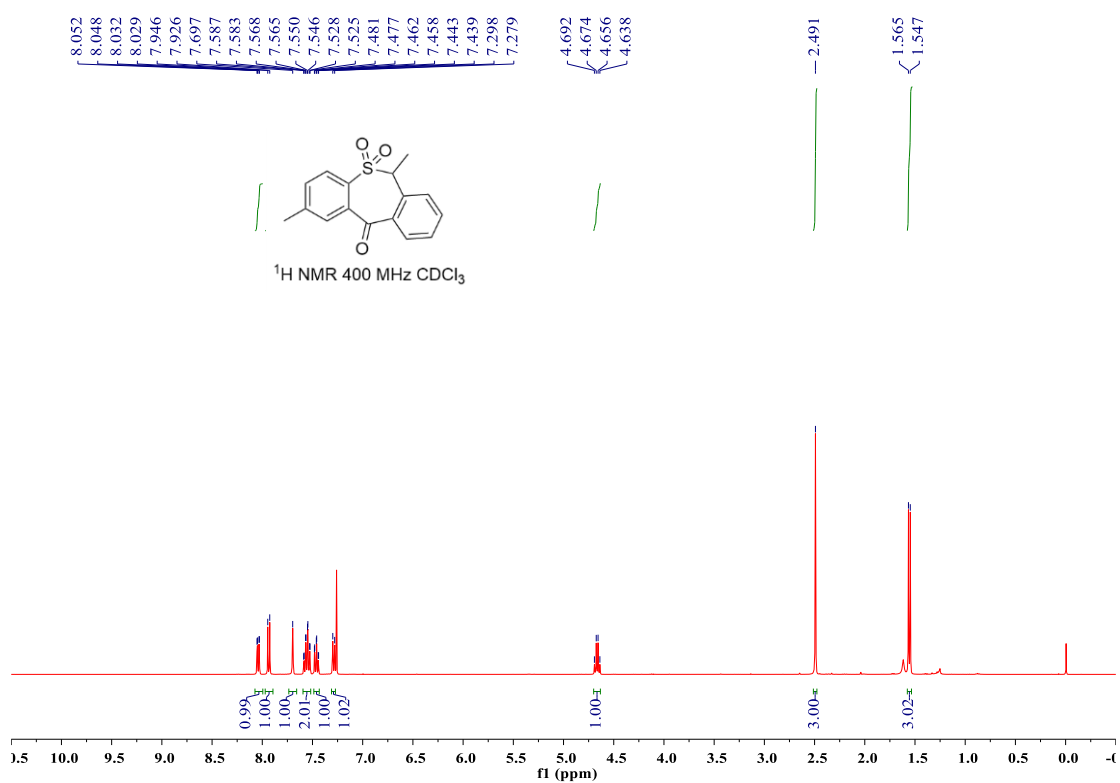 8.052 8.048 8.032 8.029 7.946 7.926 7.697 7.587 7.583 7.568 7.565 7.550 7.546 7.528 7.525 7.481 7.477 7.462 7.458 7.443 7.439 7.298 7.279 4.692 4.674 4.656 4.638 2.491 1.565 1.547
O
O
S
O
¹H NMR 400 MHz CDCl₃
0.99 1.00 1.00 2.01 1.00 1.02 1.00 3.00 3.02
10.0 9.5 9.0 8.5 8.0 7.5 7.0 6.5 6.0 5.5 5.0 4.5 4.0 3.5 3.0 2.5 2.0 1.5 1.0 0.5 0.0
f1 (ppm)